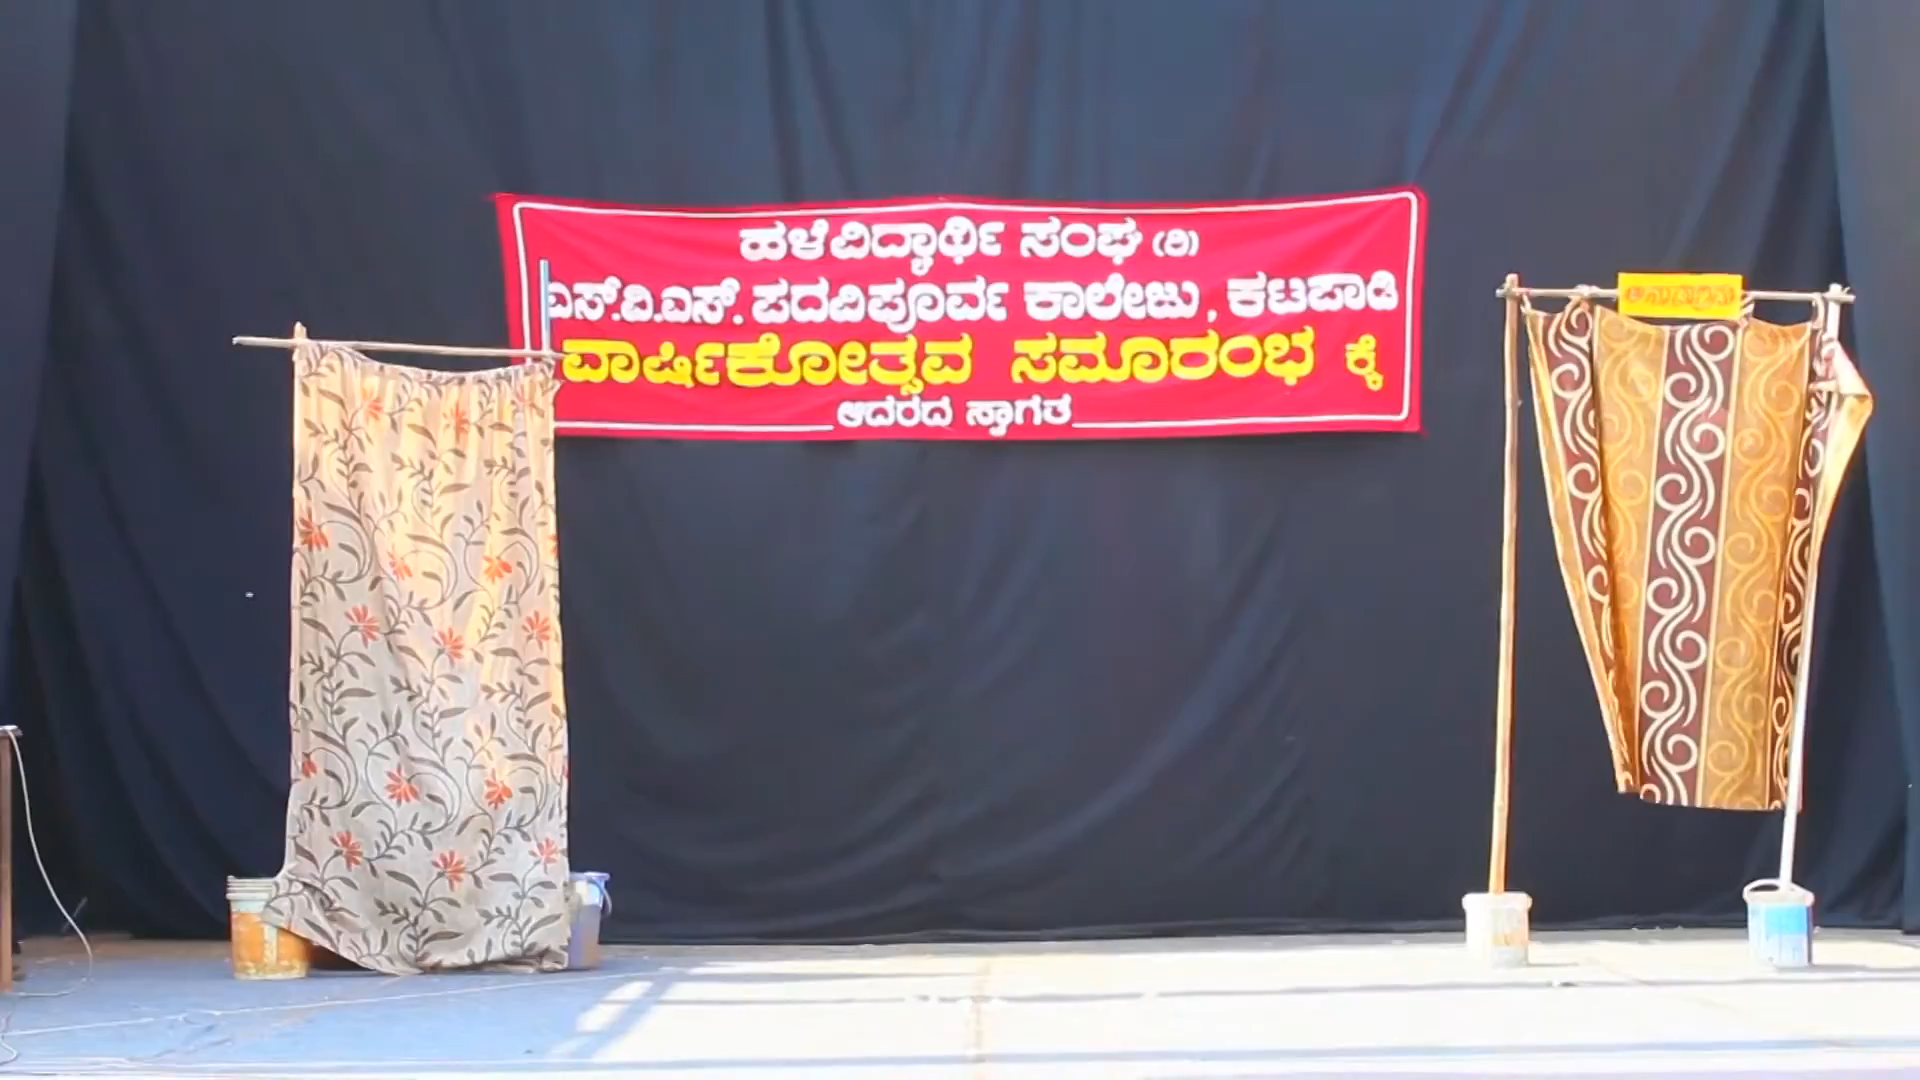 ಹಳೆವಿದ್ಯಾರ್ಥಿ ಸಂಘ (ರಿ)
ಎಸ್.ವಿ.ಎಸ್. ಪದವಿಪೂರ್ವ ಕಾಲೇಜು, ಕಟಪಾಡಿ
ವಾರ್ಷಿಕೋತ್ಸವ ಸಮಾರಂಭ ಕ್ಕೆ
ಆದರದ ಸ್ವಾಗತ